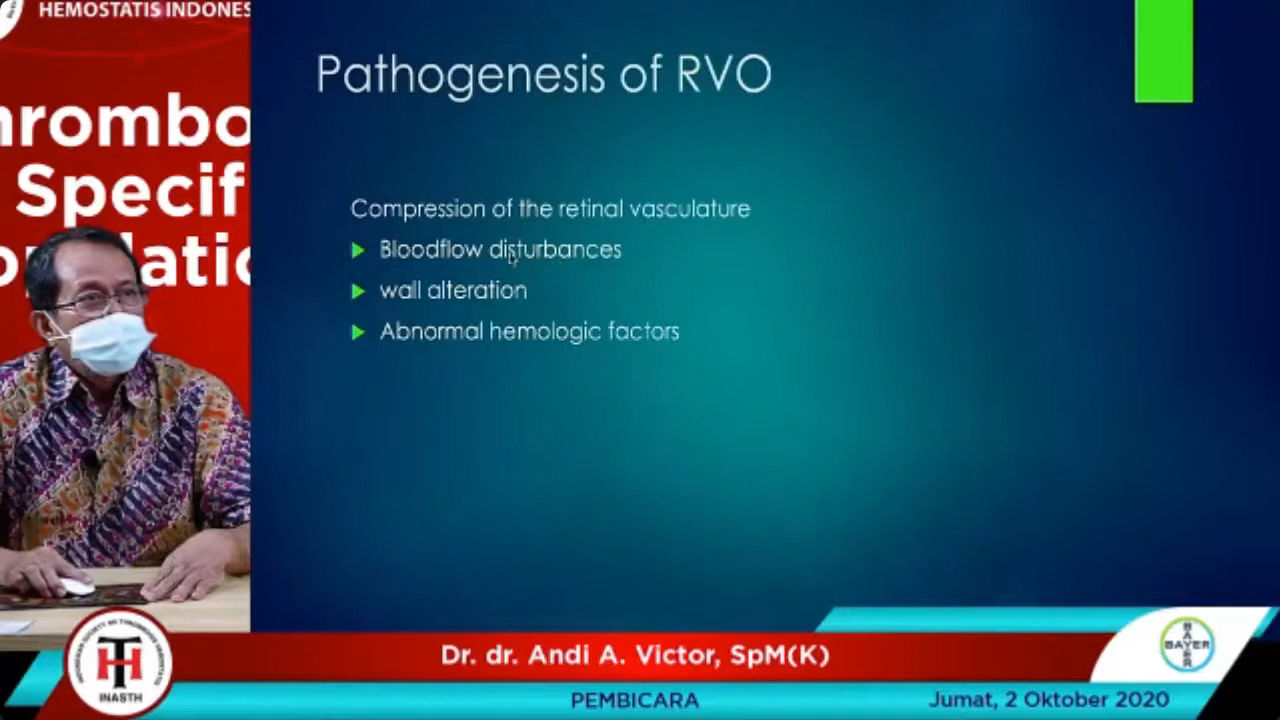 HEMOSTATIS INDONES
hrombo
Specif
Pathogenesis of RVO
Compression of the retinal vasculature
Bloodflow disturbances
wall alteration
Abnormal hemologic factors
INASTH
Dr. dr. Andi A. Victor, SpM(K)
BAYER
BAYER
PEMBICARA
Jumat, 2 Oktober 2020